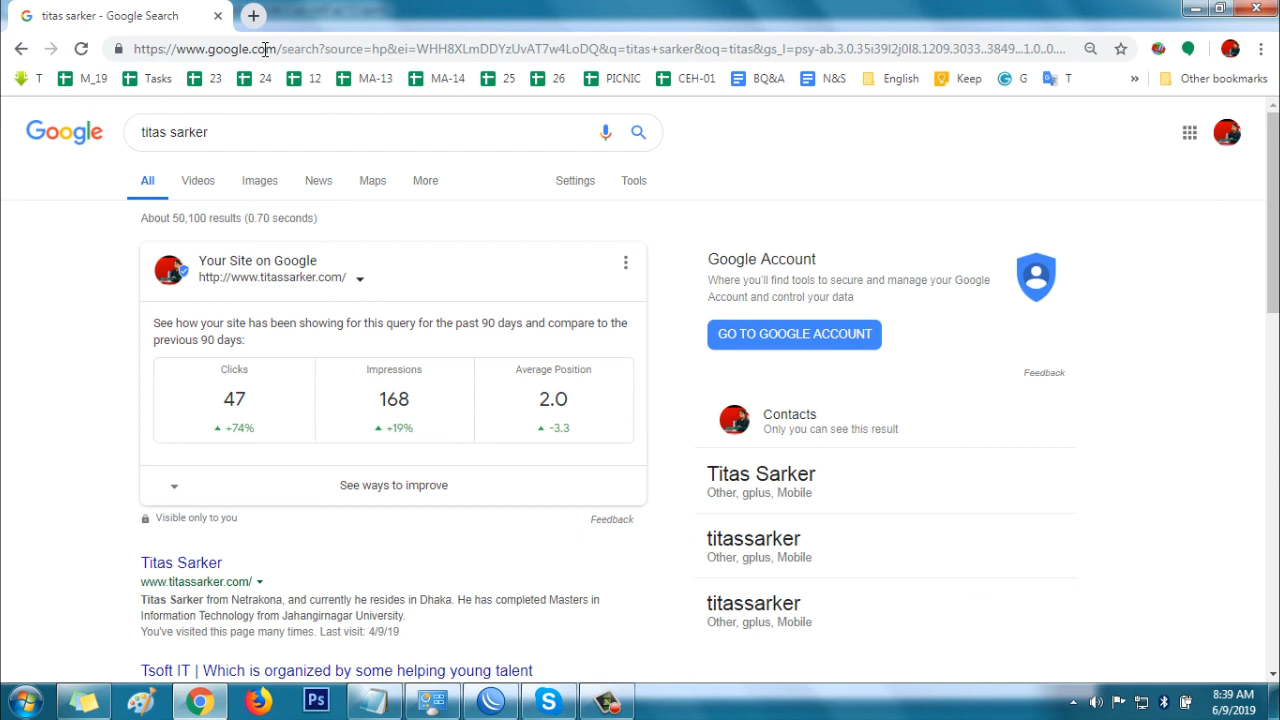 titas sarker - Google Search
https://www.google.com/search?source=hp&ei=WHH8XLmDDYzUvAT7w4LoDQ&q=titas+sarker&oq=titas&gs_l=psy-ab.3.0.35i39l2j0l8.1209.3033..3849...1.0..0....
T M_19 Tasks 23 24 12 MA-13 MA-14 25 26 PICNIC CEH-01 BQ&A N&S English Keep G T » Other bookmarks
Google titas sarker
All Videos Images News Maps More Settings Tools
About 50,100 results (0.70 seconds)
Your Site on Google
http://www.titassarker.com/
See how your site has been showing for this query for the past 90 days and compare to the
previous 90 days:
Clicks Impressions Average Position
47 168 2.0
+74% +19% -3.3
See ways to improve
Visible only to you Feedback
Titas Sarker
www.titassarker.com/
Titas Sarker from Netrakona, and currently he resides in Dhaka. He has completed Masters in
Information Technology from Jahangirnagar University.
You've visited this page many times. Last visit: 4/9/19
Tsoft IT | Which is organized by some helping young talent
Google Account
Where you'll find tools to secure and manage your Google
Account and control your data
GO TO GOOGLE ACCOUNT
Feedback
Contacts
Only you can see this result
Titas Sarker
Other, gplus, Mobile
titassarker
Other, gplus, Mobile
titassarker
Other, gplus, Mobile
Ps
8:39 AM
6/9/2019